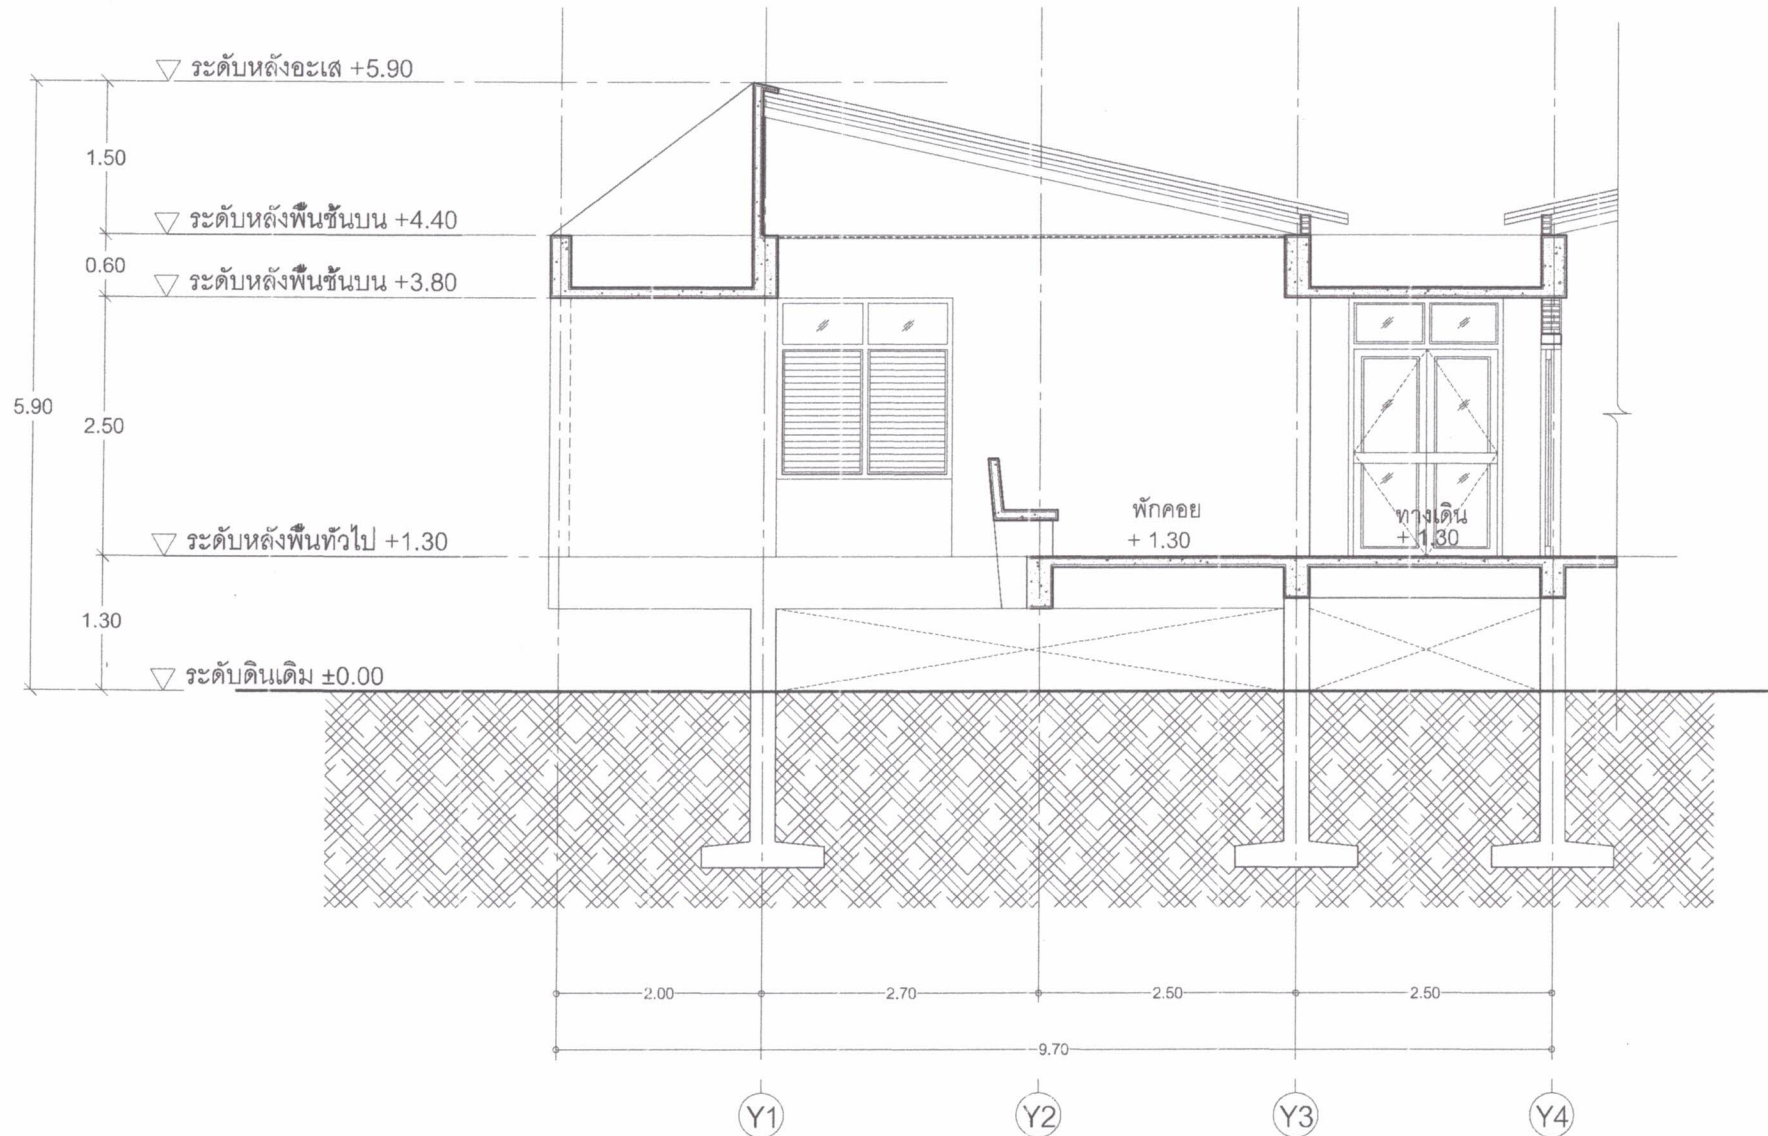 ระดับหลังอะเส +5.90
1.50
ระดับหลังพื้นชั้นบน +4.40
0.60
ระดับหลังพื้นชั้นบน +3.80
5.90
2.50
พักคอย
+ 1.30
ทางเดิน
+ 1.30
ระดับหลังพื้นทั่วไป +1.30
1.30
ระดับดินเดิม ±0.00
2.00 2.70 2.50 2.50
9.70
Y1 Y2 Y3 Y4